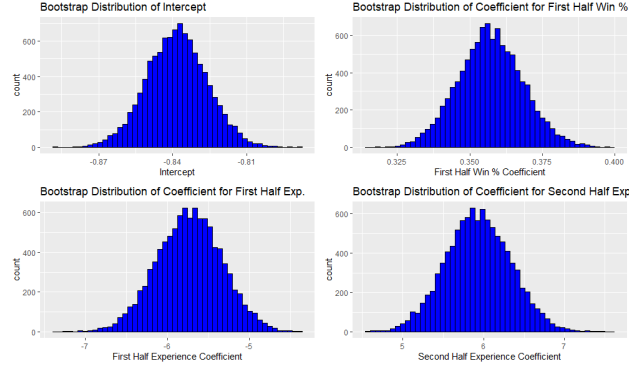 Bootstrap Distribution of Intercept
600
400
200
0
count
-0.87
-0.84
-0.81
Intercept
Bootstrap Distribution of Coefficient for First Half Win %
600
400
200
0
count
0.325
0.350
0.375
0.400
First Half Win % Coefficient
Bootstrap Distribution of Coefficient for First Half Exp.
600
400
200
0
count
-7
-6
-5
First Half Experience Coefficient
Bootstrap Distribution of Coefficient for Second Half Exp
600
400
200
0
count
5
6
7
Second Half Experience Coefficient